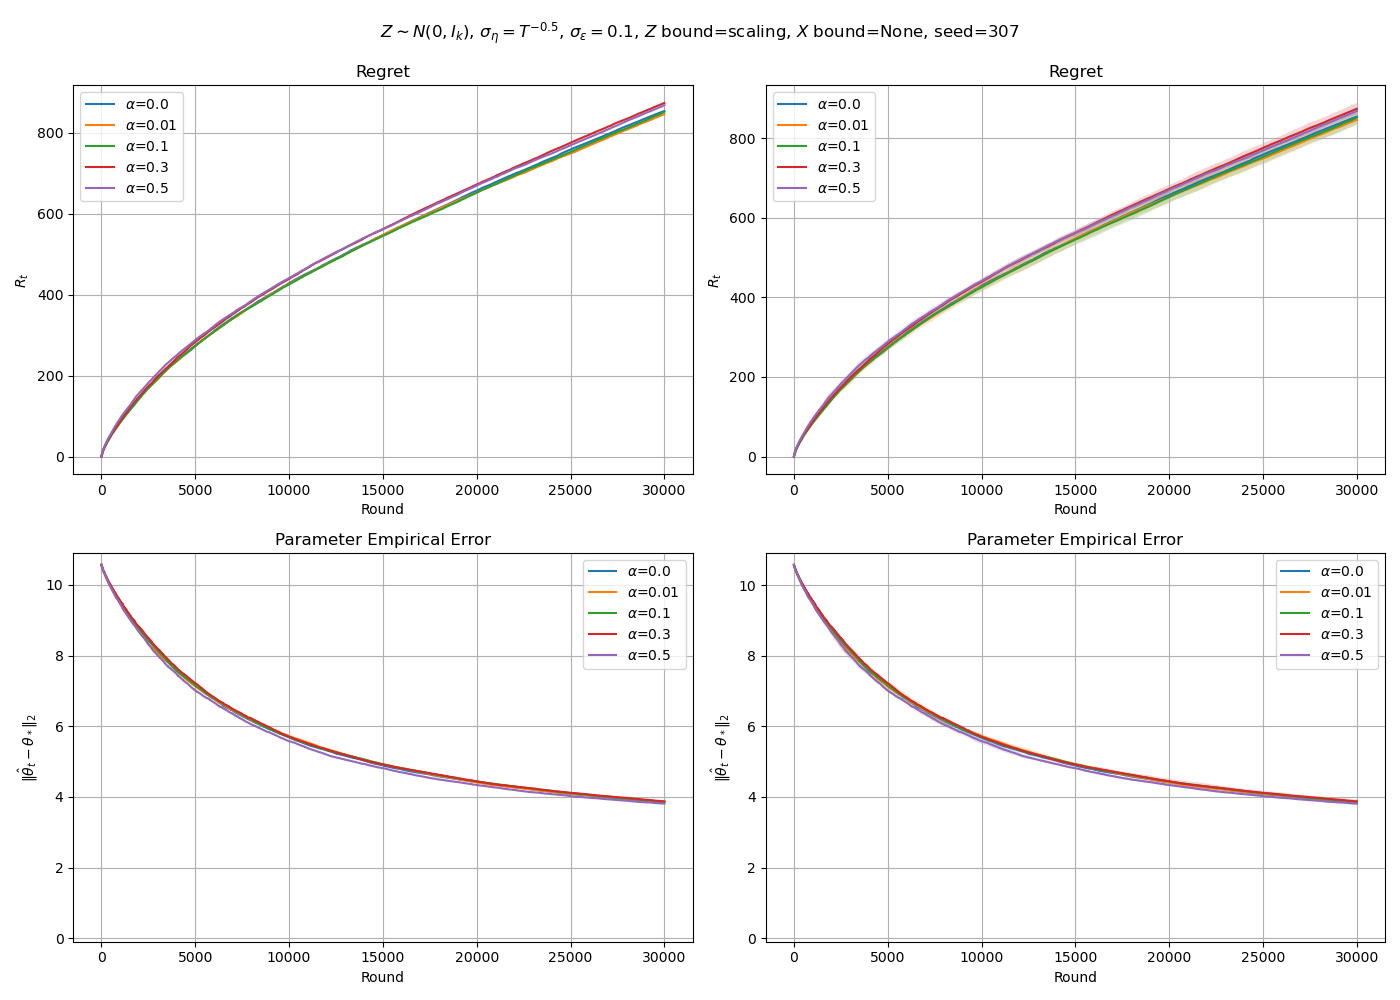 Z ∼ N(0, I_k), σ_η = T^{−0.5}, σ_ε = 0.1, Z bound=scaling, X bound=None, seed=307
Regret
R_t
800
600
400
200
0
α=0.0
α=0.01
α=0.1
α=0.3
α=0.5
0 5000 10000 15000 20000 25000 30000
Round
Regret
R_t
800
600
400
200
0
α=0.0
α=0.01
α=0.1
α=0.3
α=0.5
0 5000 10000 15000 20000 25000 30000
Round
Parameter Empirical Error
‖θ̂_t − θ_*‖_2
10
8
6
4
2
0
α=0.0
α=0.01
α=0.1
α=0.3
α=0.5
0 5000 10000 15000 20000 25000 30000
Round
Parameter Empirical Error
‖θ̂_t − θ_*‖_2
10
8
6
4
2
0
α=0.0
α=0.01
α=0.1
α=0.3
α=0.5
0 5000 10000 15000 20000 25000 30000
Round